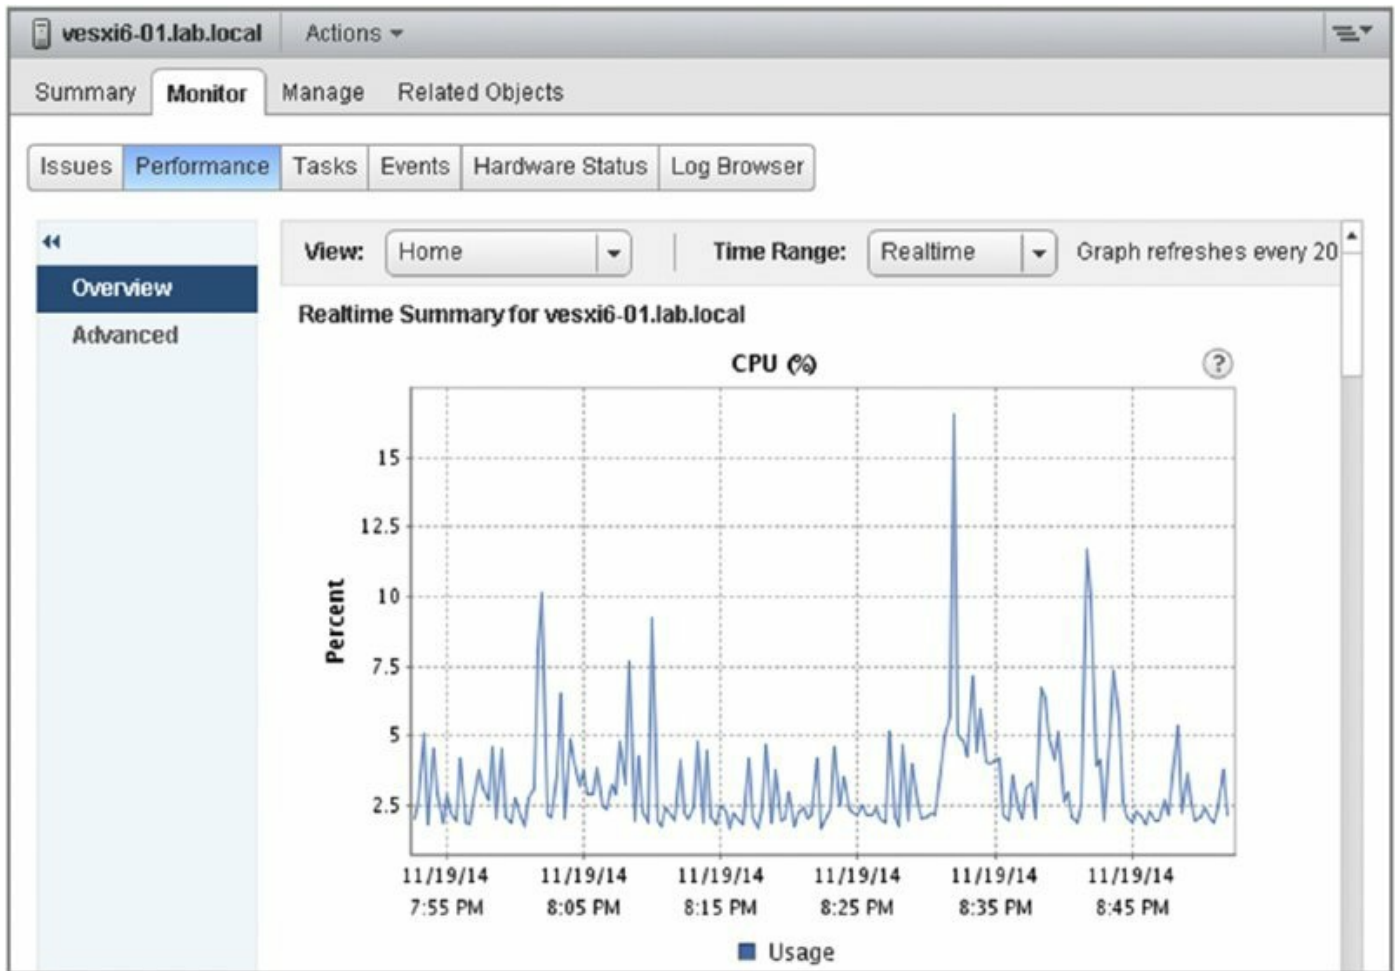 vesxi6-01.lab.local Actions
Summary Monitor Manage Related Objects
Issues Performance Tasks Events Hardware Status Log Browser
View: Home Time Range: Realtime Graph refreshes every 20
Overview
Advanced
Realtime Summary for vesxi6-01.lab.local
CPU (%)
?
15
12.5
10
7.5
5
2.5
Percent
11/19/14 11/19/14 11/19/14 11/19/14 11/19/14 11/19/14
7:55 PM 8:05 PM 8:15 PM 8:25 PM 8:35 PM 8:45 PM
Usage